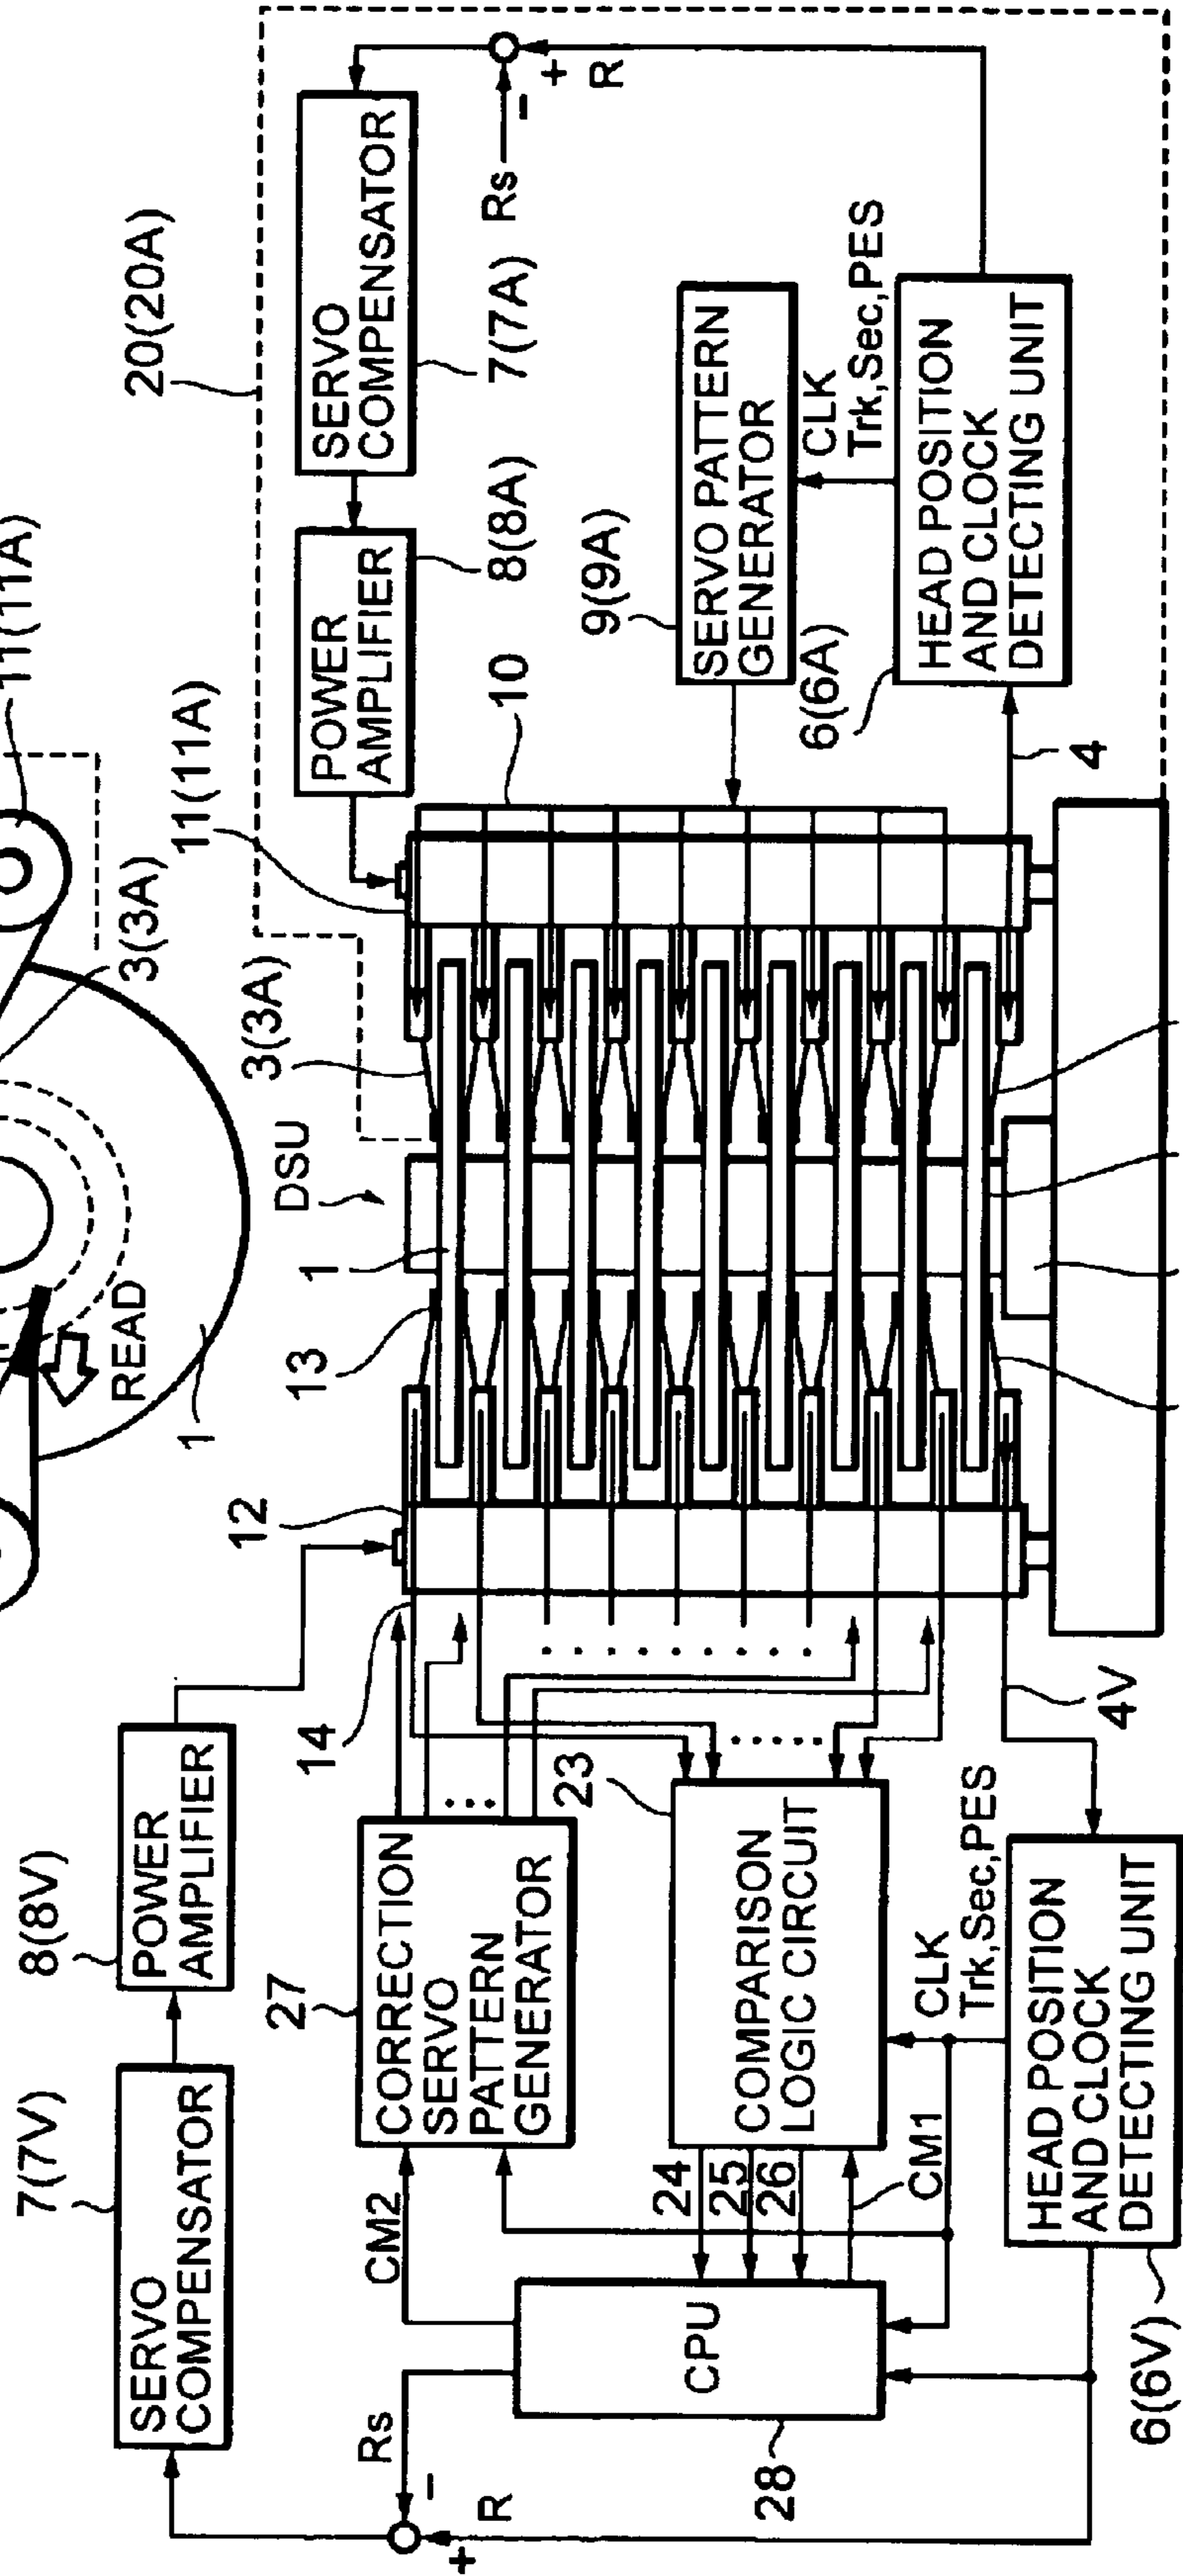 11(11A)
3(3A)
READ
1
20(20A)
Rs
-
+
R
SERVO
COMPENSATOR
7(7A)
POWER
AMPLIFIER
8(8A)
SERVO PATTERN
GENERATOR
9(9A)
CLK
Trk,Sec,PES
HEAD POSITION
AND CLOCK
DETECTING UNIT
6(6A)
4
10
11(11A)
3(3A)
DSU
1
13
12
14
4V
8(8V)
POWER
AMPLIFIER
7(7V)
SERVO
COMPENSATOR
27
CORRECTION
SERVO
PATTERN
GENERATOR
23
COMPARISON
LOGIC CIRCUIT
CLK
Trk,Sec,PES
HEAD POSITION
AND CLOCK
DETECTING UNIT
6(6V)
24
25
26
CM1
CM2
CPU
28
Rs
-
+
R